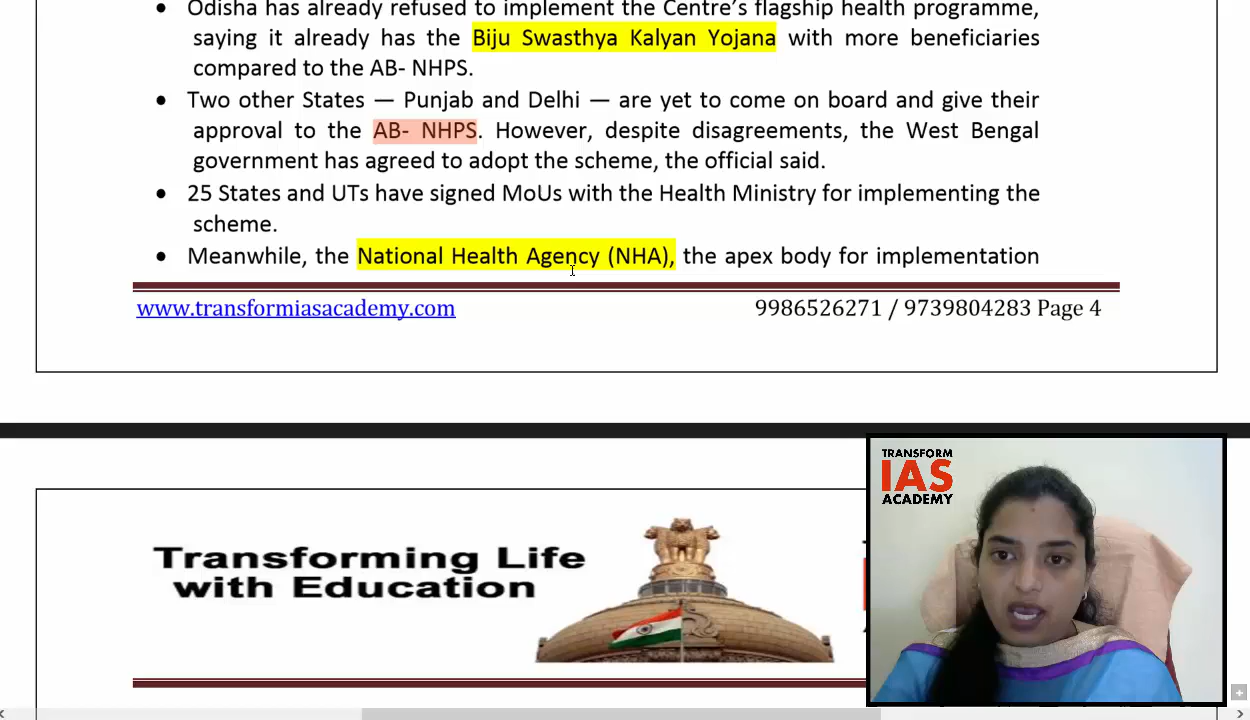 Odisha has already refused to implement the Centre's flagship health programme,
saying it already has the Biju Swasthya Kalyan Yojana with more beneficiaries
compared to the AB- NHPS.
Two other States — Punjab and Delhi — are yet to come on board and give their
approval to the AB- NHPS. However, despite disagreements, the West Bengal
government has agreed to adopt the scheme, the official said.
25 States and UTs have signed MoUs with the Health Ministry for implementing the
scheme.
Meanwhile, the National Health Agency (NHA), the apex body for implementation
www.transformiasacademy.com 9986526271 / 9739804283 Page 4
Transforming Life
with Education
TRANSFORM
IAS
ACADEMY